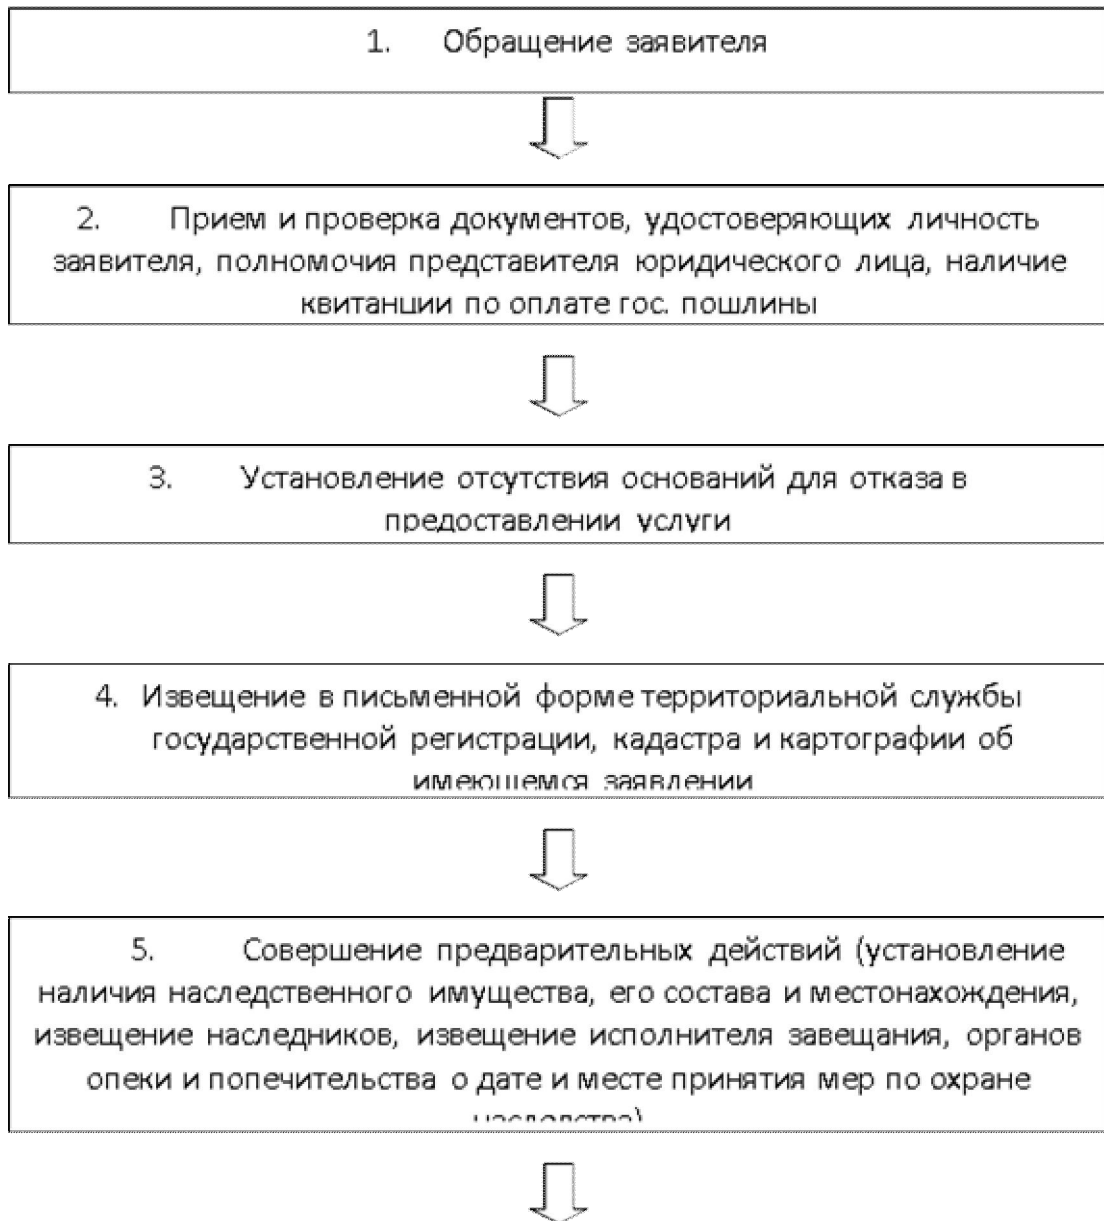 1. Обращение заявителя
2. Прием и проверка документов, удостоверяющих личность
заявителя, полномочия представителя юридического лица, наличие
квитанции по оплате гос. пошлины
3. Установление отсутствия оснований для отказа в
предоставлении услуги
4. Извещение в письменной форме территориальной службы
государственной регистрации, кадастра и картографии об
имеющемся заявлении
5. Совершение предварительных действий (установление
наличия наследственного имущества, его состава и местонахождения,
извещение наследников, извещение исполнителя завещания, органов
опеки и попечительства о дате и месте принятия мер по охране
наследства)